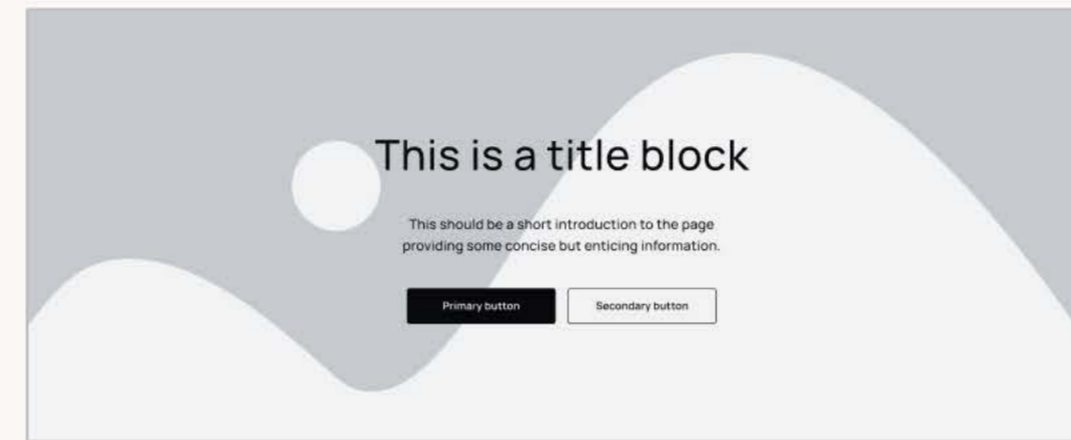 This is a title block
This should be a short introduction to the page
providing some concise but enticing information.
Primary button
Secondary button